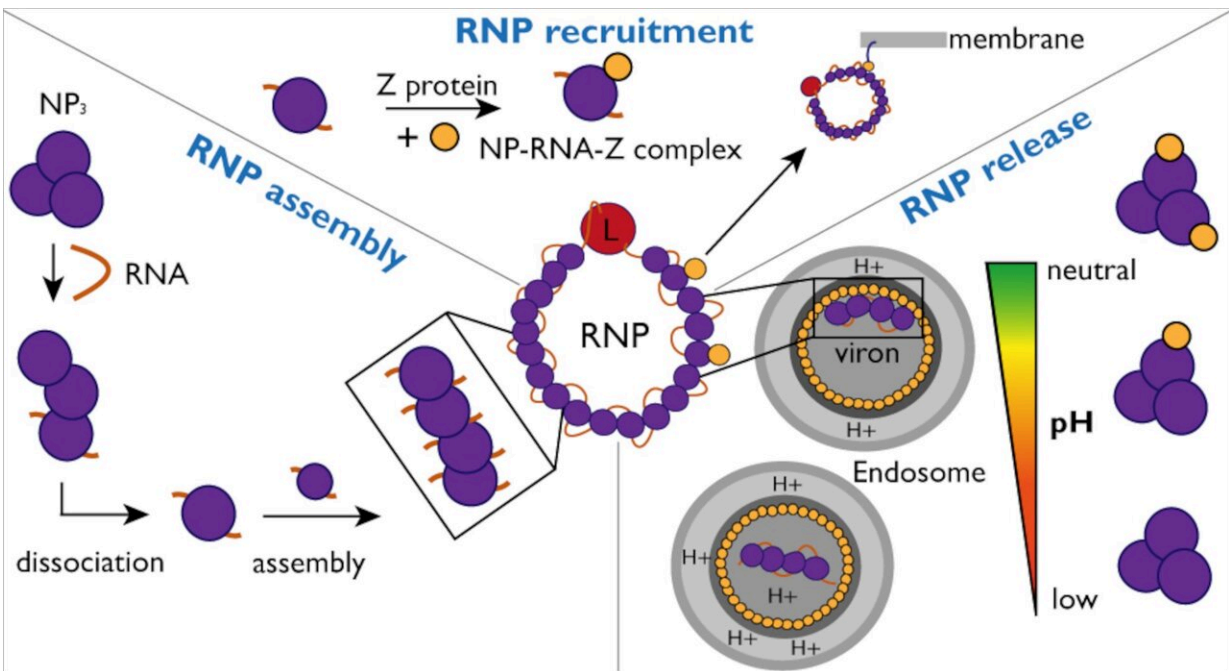 RNP recruitment
membrane
Z protein
+
NP-RNA-Z complex
NP₃
RNP assembly
RNA
dissociation
assembly
L
RNP
RNP release
H+
viron
H+
Endosome
H+
H+
H+
H+
H+
neutral
pH
low